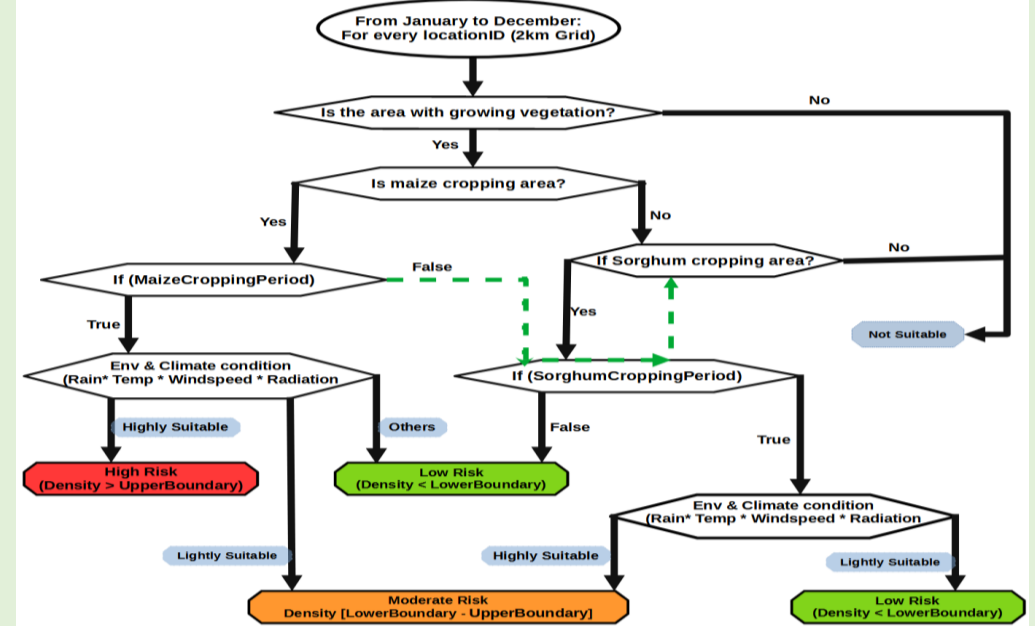 From January to December:
For every locationID (2km Grid)
No
Is the area with growing vegetation?
Yes
Is maize cropping area?
Yes
No
No
If Sorghum cropping area?
False
If (MaizeCroppingPeriod)
Yes
True
Not Suitable
Env & Climate condition
(Rain* Temp * Windspeed * Radiation
If (SorghumCroppingPeriod)
Highly Suitable
Others
False
True
High Risk
(Density > UpperBoundary)
Low Risk
(Density < LowerBoundary)
Env & Climate condition
(Rain* Temp * Windspeed * Radiation
Lightly Suitable
Highly Suitable
Lightly Suitable
Moderate Risk
Density [LowerBoundary - UpperBoundary]
Low Risk
(Density < LowerBoundary)